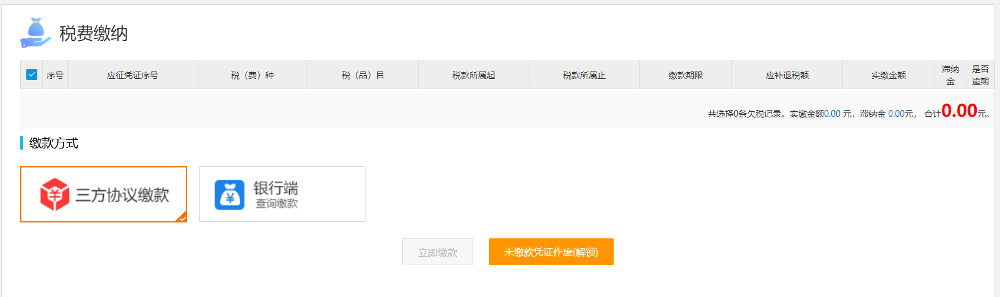 税费缴纳
序号 应征凭证序号 税（费）种 税（品）目 税款所属起 税款所属止 缴款期限 应补退税额 实缴金额 滞纳金 是否逾期
共选择0条欠税记录。实缴金额0.00 元，滞纳金 0.00元， 合计0.00元。
缴款方式
三方协议缴款
银行端
查询缴款
立即缴款 未缴款凭证作废(解锁)